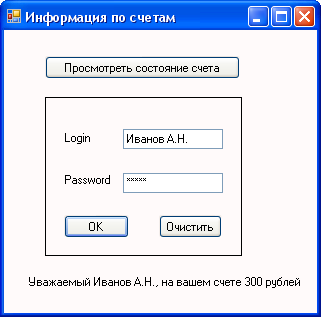 Информация по счетам
Просмотреть состояние счета
Login Иванов А.Н.
Password *****
OK Очистить
Уважаемый Иванов А.Н., на вашем счете 300 рублей